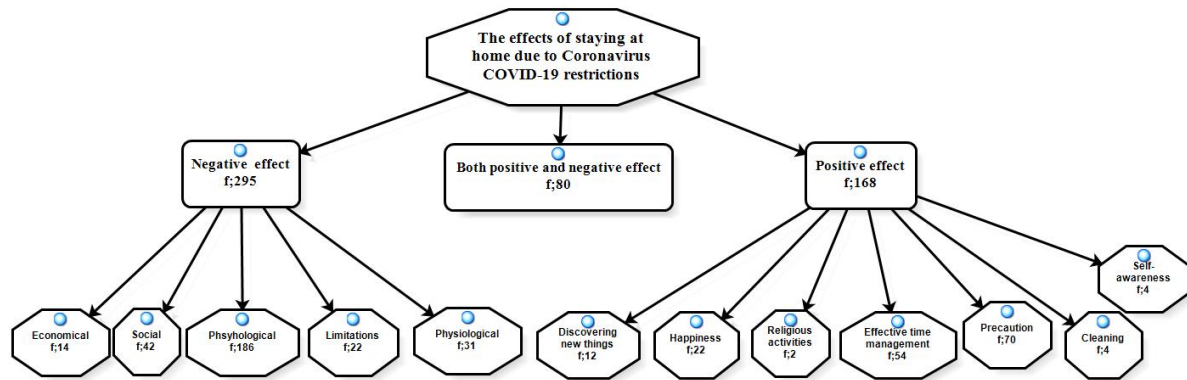 The effects of staying at
home due to Coronavirus
COVID-19 restrictions
Negative effect
f;295
Both positive and negative effect
f;80
Positive effect
f;168
Economical
f;14
Social
f;42
Phsyhological
f;186
Limitations
f;22
Physiological
f;31
Discovering
new things
f;12
Happiness
f;22
Religious
activities
f;2
Effective time
management
f;54
Precaution
f;70
Cleaning
f;4
Self-
awareness
f;4